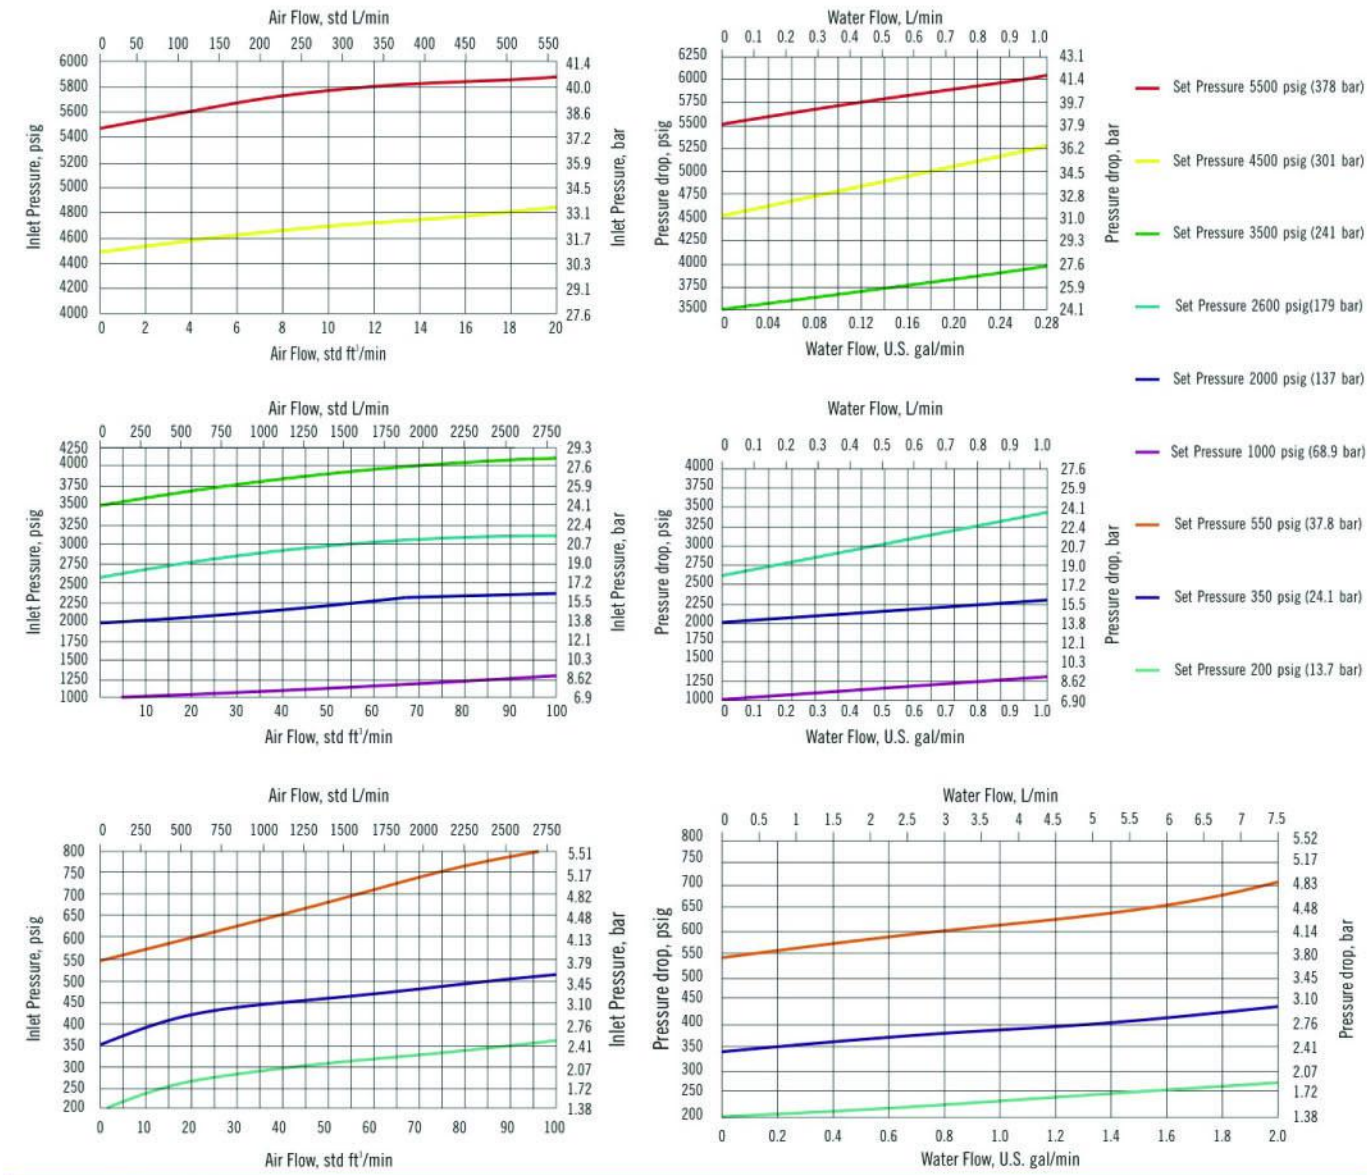 Air Flow, std L/min
0 50 100 150 200 250 300 350 400 450 500 550
6000 41.4
5800 40.0
5600 38.6
5400 37.2
5200 35.9
5000 34.5
4800 33.1
4600 31.7
4400 30.3
4200 29.1
4000 27.6
Inlet Pressure, psig
Inlet Pressure, bar
0 2 4 6 8 10 12 14 16 18 20
Air Flow, std ft³/min
Water Flow, L/min
0 0.1 0.2 0.3 0.4 0.5 0.6 0.7 0.8 0.9 1.0
6250 43.1
6000 41.4
5750 39.7
5500 37.9
5250 36.2
5000 34.5
4750 32.8
4500 31.0
4250 29.3
4000 27.6
3750 25.9
3500 24.1
Pressure drop, psig
Pressure drop, bar
0 0.04 0.08 0.12 0.16 0.20 0.24 0.28
Water Flow, U.S. gal/min
Set Pressure 5500 psig (378 bar)
Set Pressure 4500 psig (301 bar)
Set Pressure 3500 psig (241 bar)
Set Pressure 2600 psig(179 bar)
Set Pressure 2000 psig (137 bar)
Set Pressure 1000 psig (68.9 bar)
Set Pressure 550 psig (37.8 bar)
Set Pressure 350 psig (24.1 bar)
Set Pressure 200 psig (13.7 bar)
Air Flow, std L/min
0 250 500 750 1000 1250 1500 1750 2000 2250 2500 2750
4250 29.3
4000 27.6
3750 25.9
3500 24.1
3250 22.4
3000 20.7
2750 19.0
2500 17.2
2250 15.5
2000 13.8
1750 12.1
1500 10.3
1250 8.62
1000 6.9
Inlet Pressure, psig
Inlet Pressure, bar
10 20 30 40 50 60 70 80 90 100
Air Flow, std ft³/min
Water Flow, L/min
0 0.1 0.2 0.3 0.4 0.5 0.6 0.7 0.8 0.9 1.0
4000 27.6
3750 25.9
3500 24.1
3250 22.4
3000 20.7
2750 19.0
2500 17.2
2250 15.5
2000 13.8
1750 12.1
1500 10.3
1250 8.62
1000 6.90
Pressure drop, psig
Pressure drop, bar
0 0.1 0.2 0.3 0.4 0.5 0.6 0.7 0.8 0.9 1.0
Water Flow, U.S. gal/min
Air Flow, std L/min
0 250 500 750 1000 1250 1500 1750 2000 2250 2500 2750
800 5.51
750 5.17
700 4.82
650 4.48
600 4.13
550 3.79
500 3.45
450 3.10
400 2.76
350 2.41
300 2.07
250 1.72
200 1.38
Inlet Pressure, psig
Inlet Pressure, bar
0 10 20 30 40 50 60 70 80 90 100
Air Flow, std ft³/min
Water Flow, L/min
0 0.5 1 1.5 2 2.5 3 3.5 4 4.5 5 5.5 6 6.5 7 7.5
800 5.52
750 5.17
700 4.83
650 4.48
600 4.14
550 3.80
500 3.45
450 3.10
400 2.76
350 2.41
300 2.07
250 1.72
200 1.38
Pressure drop, psig
Pressure drop, bar
0 0.2 0.4 0.6 0.8 1.0 1.2 1.4 1.6 1.8 2.0
Water Flow, U.S. gal/min